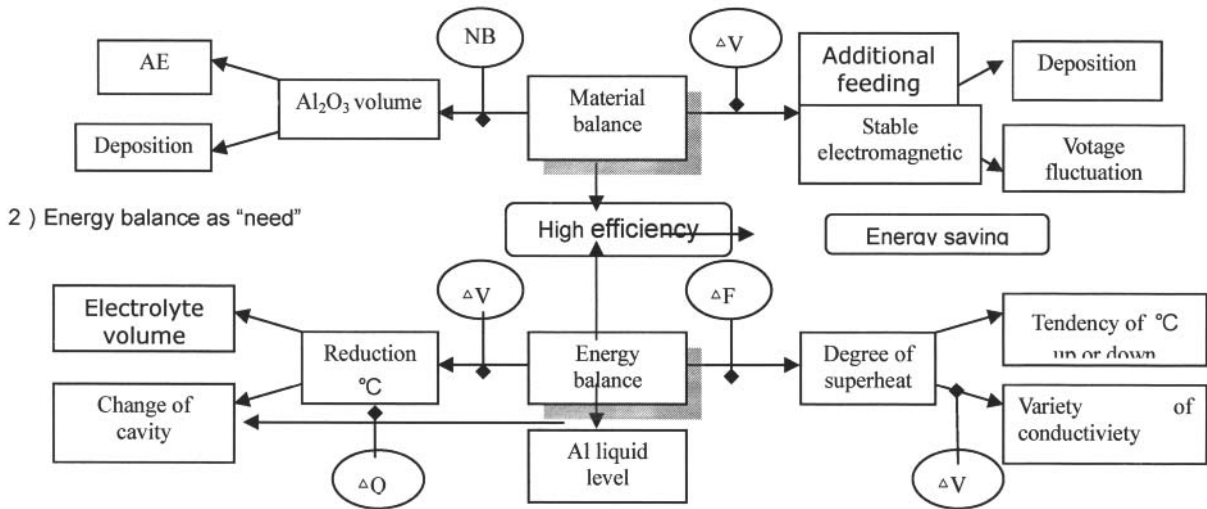 NB
△V
AE
Al₂O₃ volume
Deposition
Material
balance
Additional
feeding
Stable
electromagnetic
Deposition
Votage
fluctuation
2 ) Energy balance as “need”
High efficiency
Energy saving
△V
△F
Electrolyte
volume
Reduction
°C
Change of
cavity
Energy
balance
Al liquid
level
Degree of
superheat
Tendency of °C
up or down
Variety of
conductiviety
△Q
△V